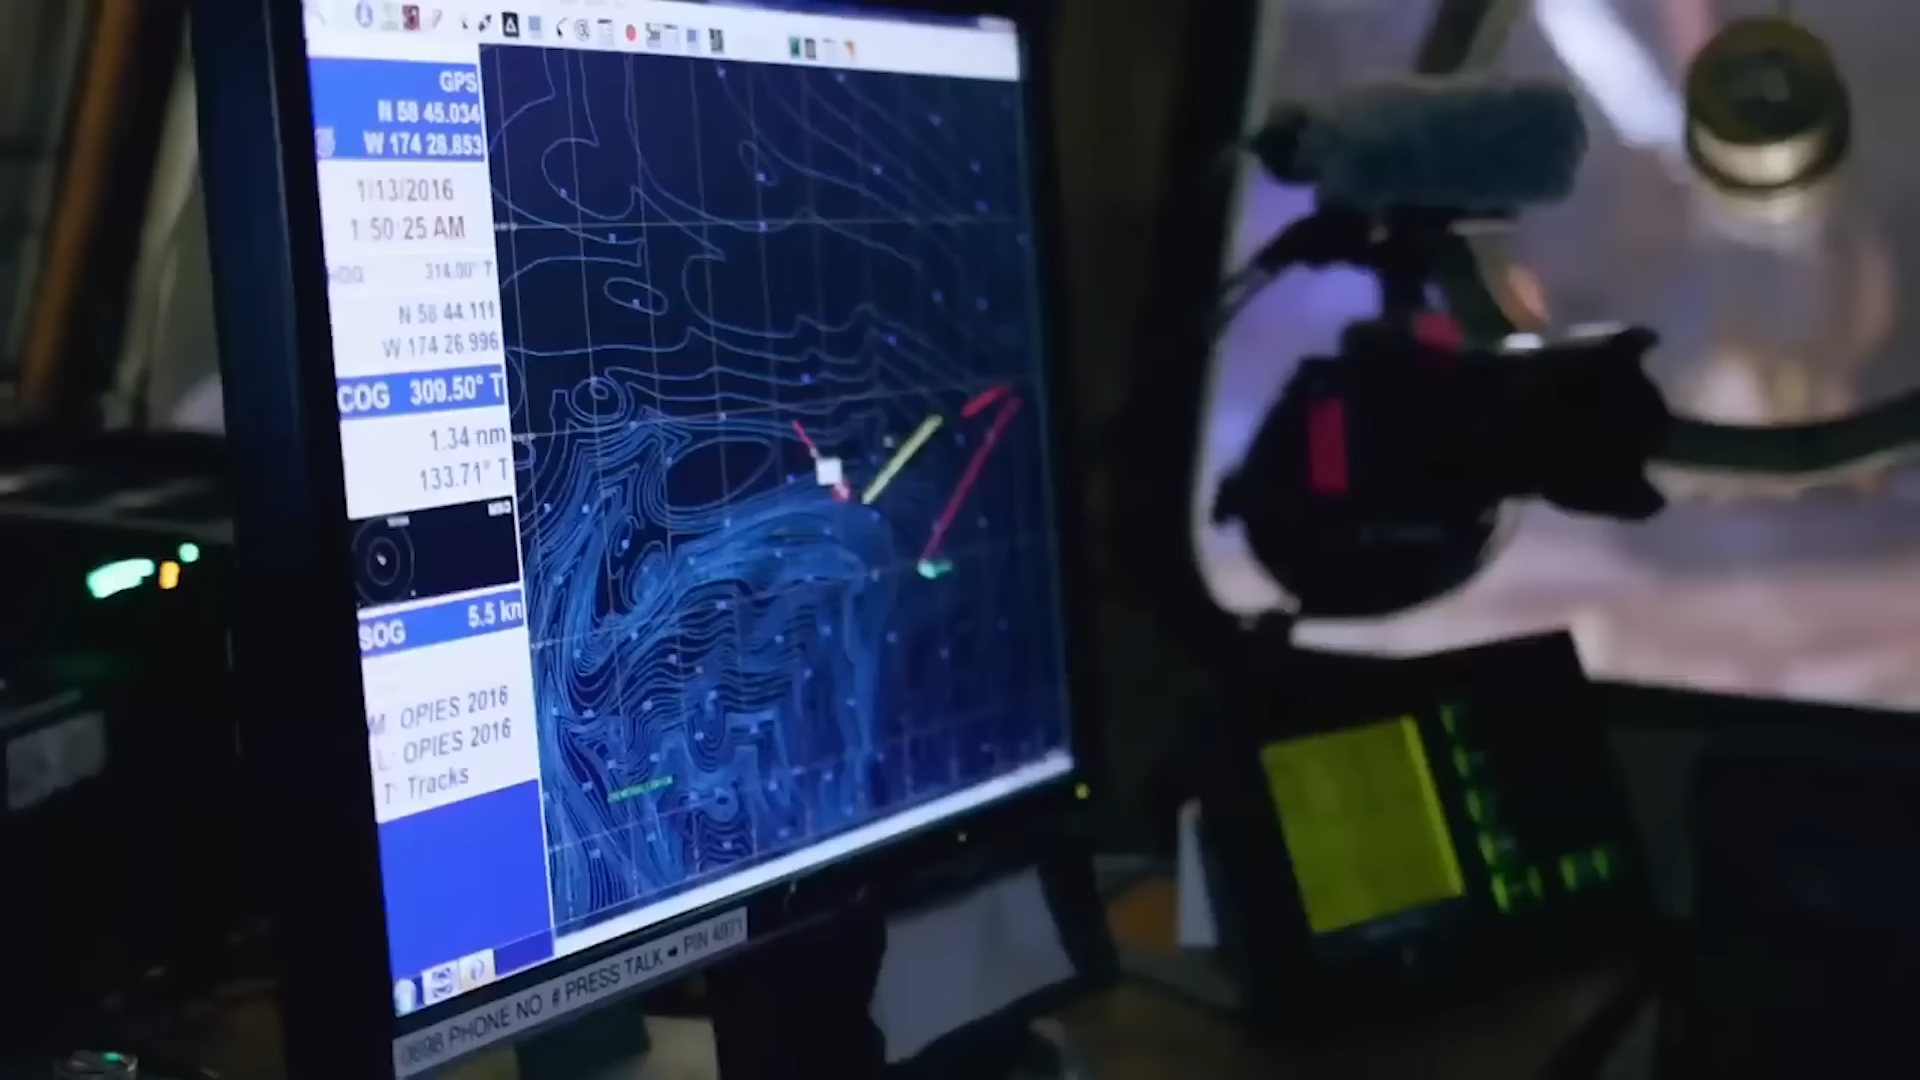 GPS
N 58 45.034
W 174 28.853
1/13/2016
1:50:25 AM
314.00° T
N 58 44.111
W 174 26.996
COG 309.50° T
1.34 nm
133.71° T
SOG 5.5 kn
M: OPIES 2016
L: OPIES 2016
T: Tracks
PHONE NO # PRESS TALK PIN 4971